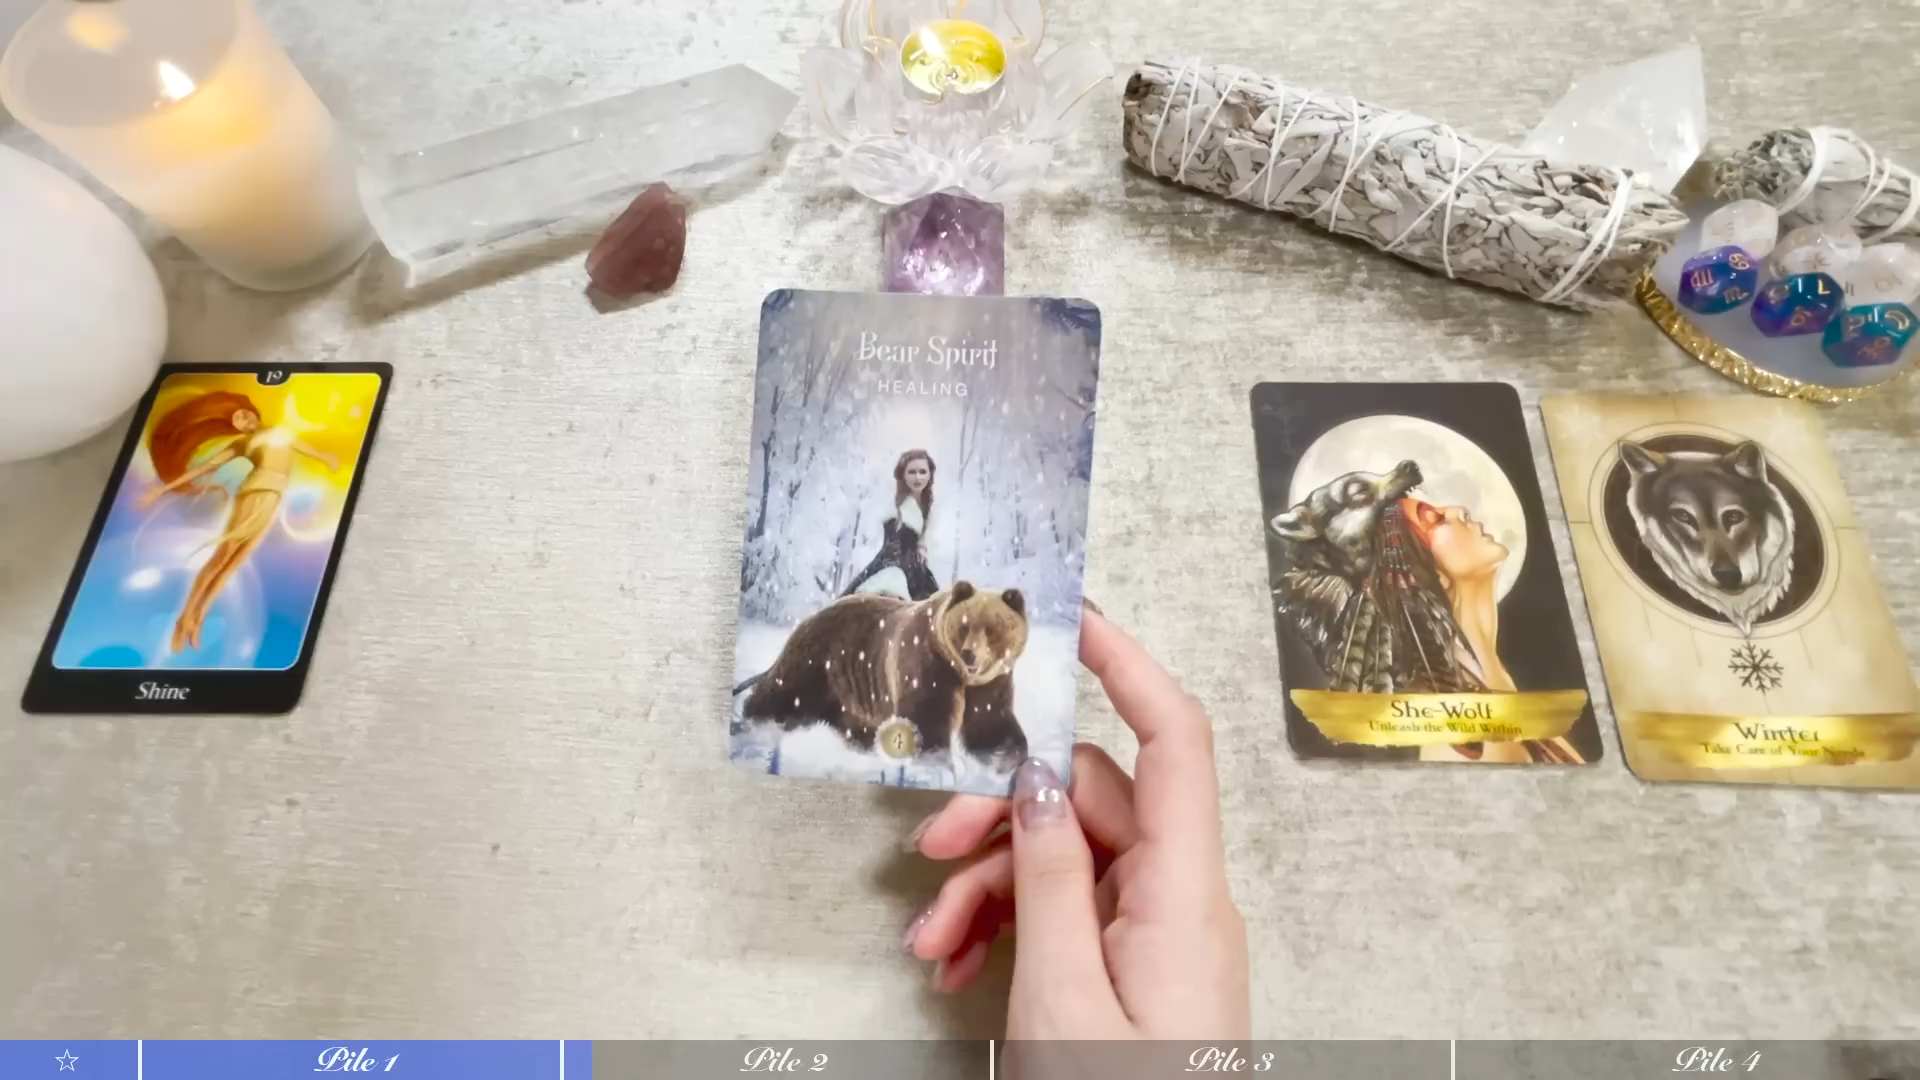 Bear Spirit
HEALING
4
Shine
She-Wolf
Unleash the Wild Within
Winter
Take Care of Your Needs
☆
Pile 1
Pile 2
Pile 3
Pile 4